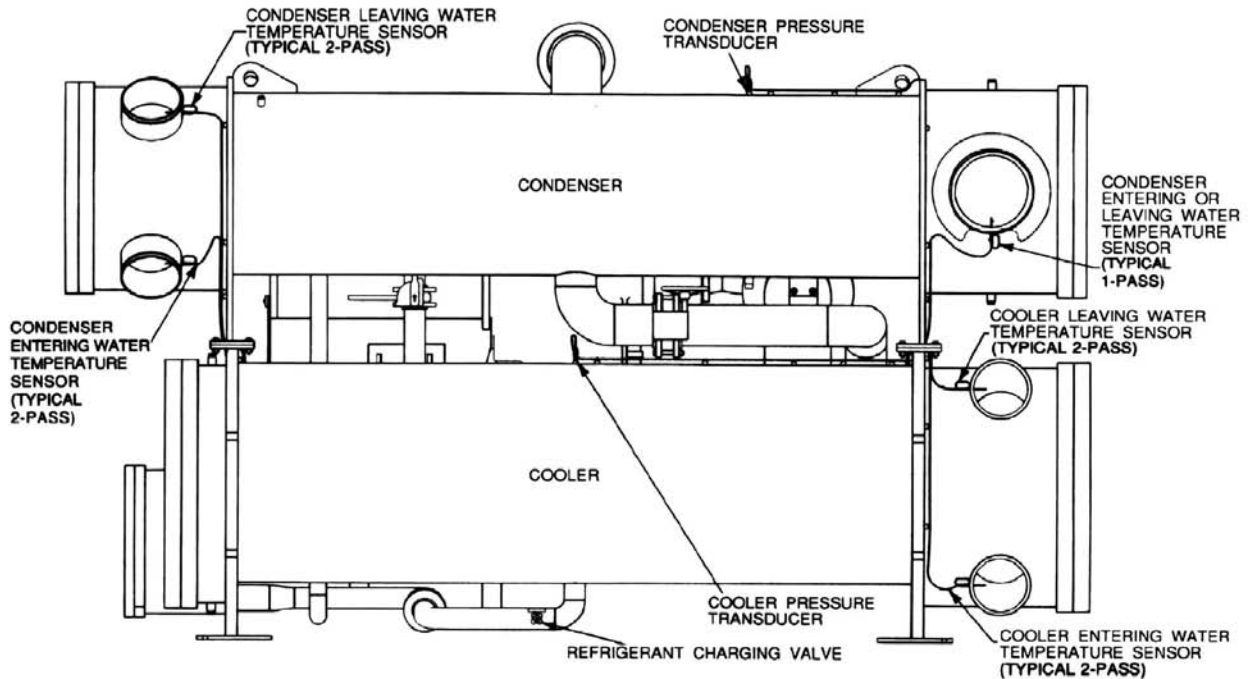 CONDENSER LEAVING WATER
TEMPERATURE SENSOR
(TYPICAL 2-PASS)
CONDENSER PRESSURE
TRANSDUCER
CONDENSER
CONDENSER
ENTERING OR
LEAVING WATER
TEMPERATURE
SENSOR
(TYPICAL
1-PASS)
CONDENSER
ENTERING WATER
TEMPERATURE
SENSOR
(TYPICAL
2-PASS)
COOLER LEAVING WATER
TEMPERATURE SENSOR
(TYPICAL 2-PASS)
COOLER
COOLER PRESSURE
TRANSDUCER
REFRIGERANT CHARGING VALVE
COOLER ENTERING WATER
TEMPERATURE SENSOR
(TYPICAL 2-PASS)